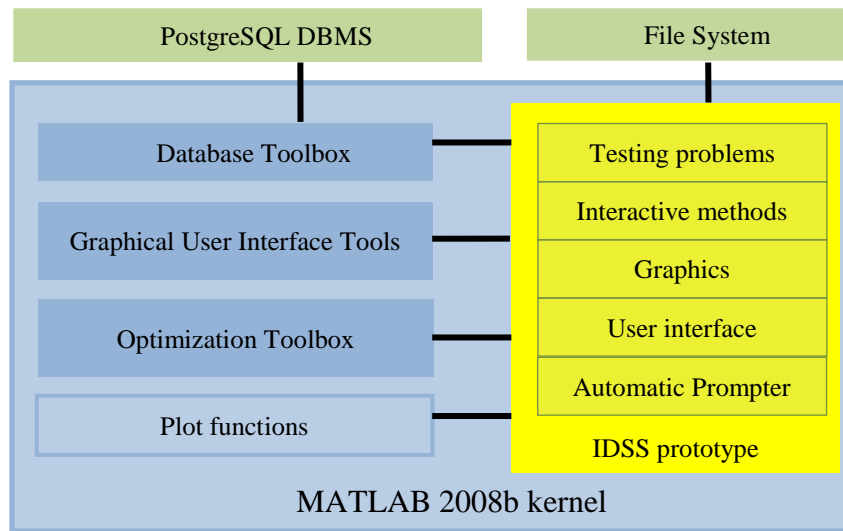 PostgreSQL DBMS
File System
Database Toolbox
Graphical User Interface Tools
Optimization Toolbox
Plot functions
Testing problems
Interactive methods
Graphics
User interface
Automatic Prompter
IDSS prototype
MATLAB 2008b kernel